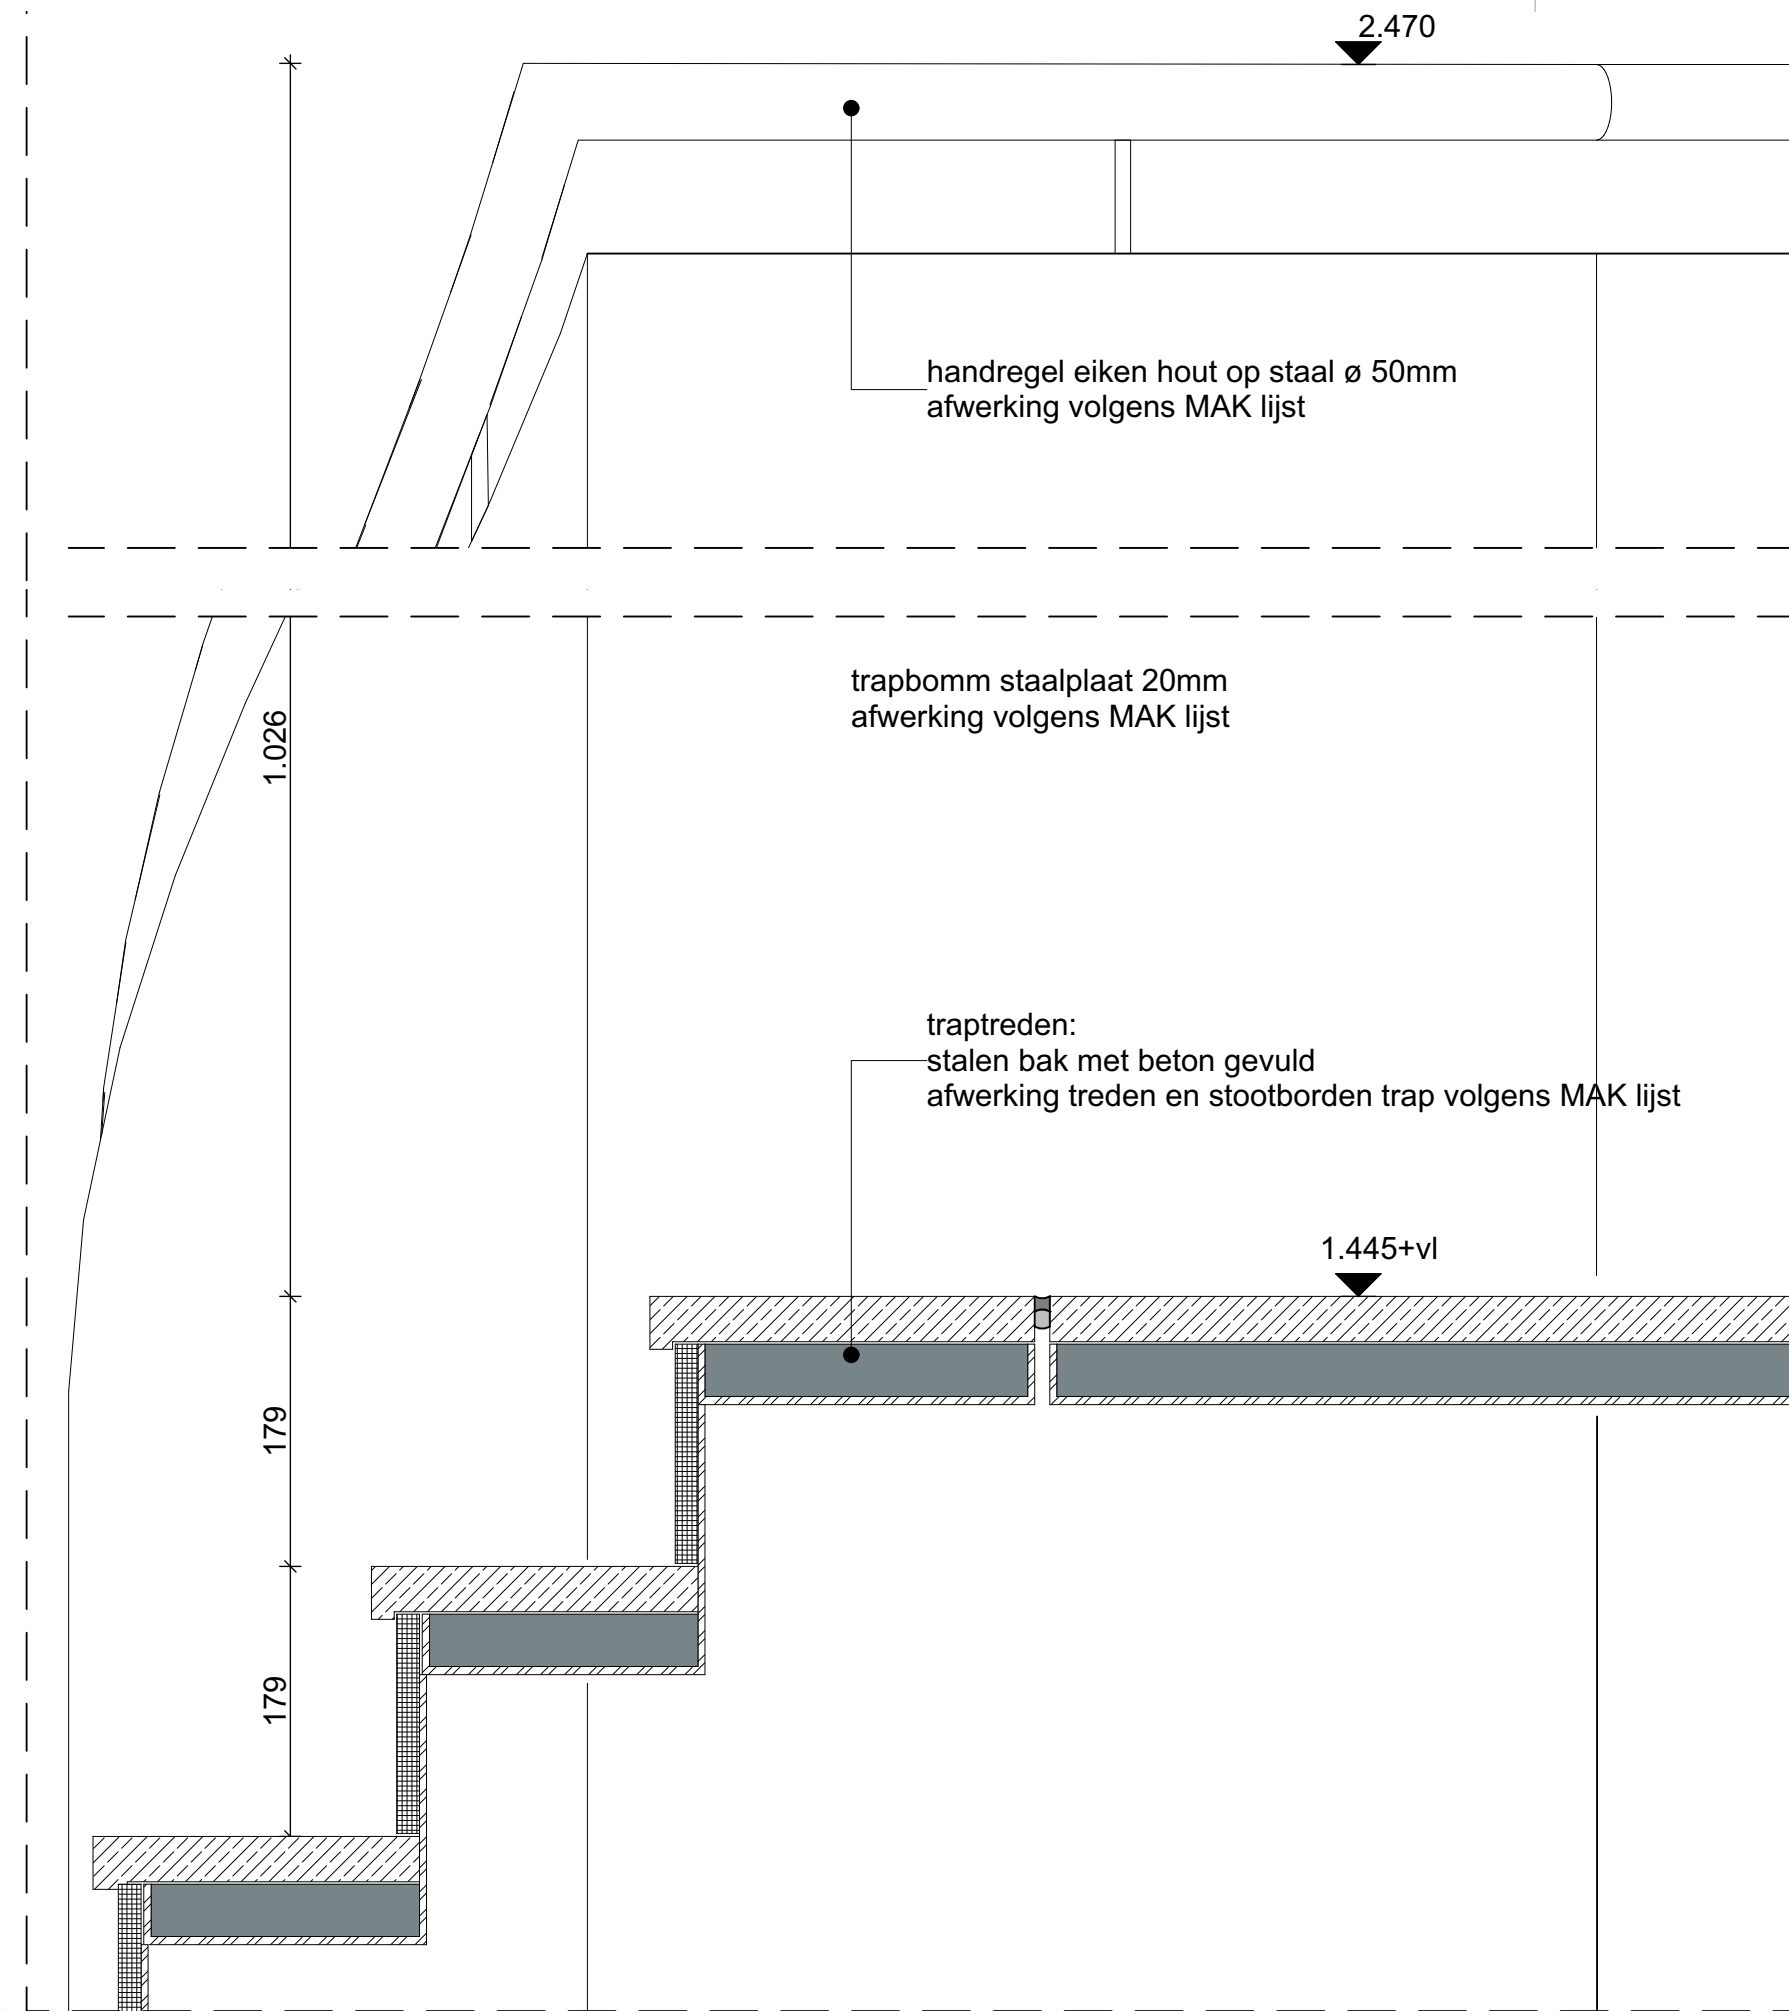 2.470
handregel eiken hout op staal ø 50mm
afwerking volgens MAK lijst
trapbomm staalplaat 20mm
afwerking volgens MAK lijst
1.026
traptreden:
stalen bak met beton gevuld
afwerking treden en stootborden trap volgens MAK lijst
1.445+vl
179
179